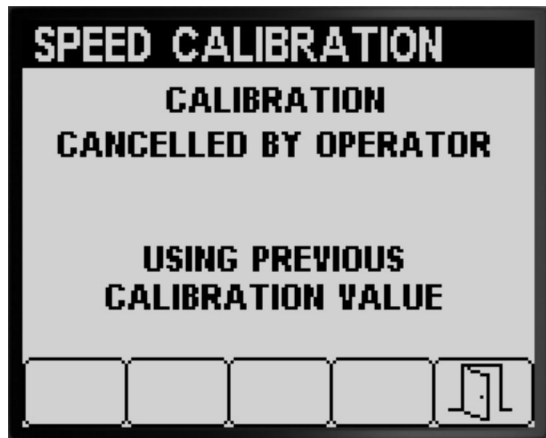 SPEED CALIBRATION
CALIBRATION
CANCELLED BY OPERATOR
USING PREVIOUS
CALIBRATION VALUE